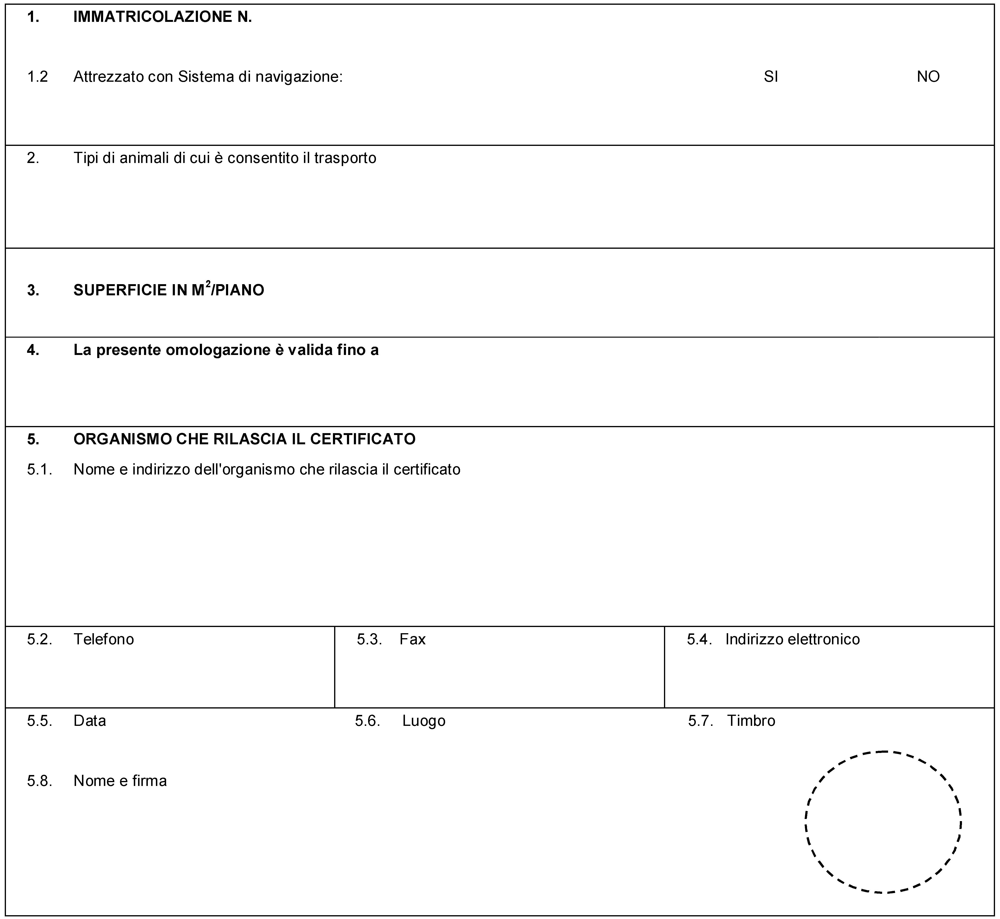 1. IMMATRICOLAZIONE N.
1.2 Attrezzato con Sistema di navigazione: SI NO
2. Tipi di animali di cui è consentito il trasporto
3. SUPERFICIE IN M²/PIANO
4. La presente omologazione è valida fino a
5. ORGANISMO CHE RILASCIA IL CERTIFICATO
5.1. Nome e indirizzo dell'organismo che rilascia il certificato
5.2. Telefono 5.3. Fax 5.4. Indirizzo elettronico
5.5. Data 5.6. Luogo 5.7. Timbro
5.8. Nome e firma